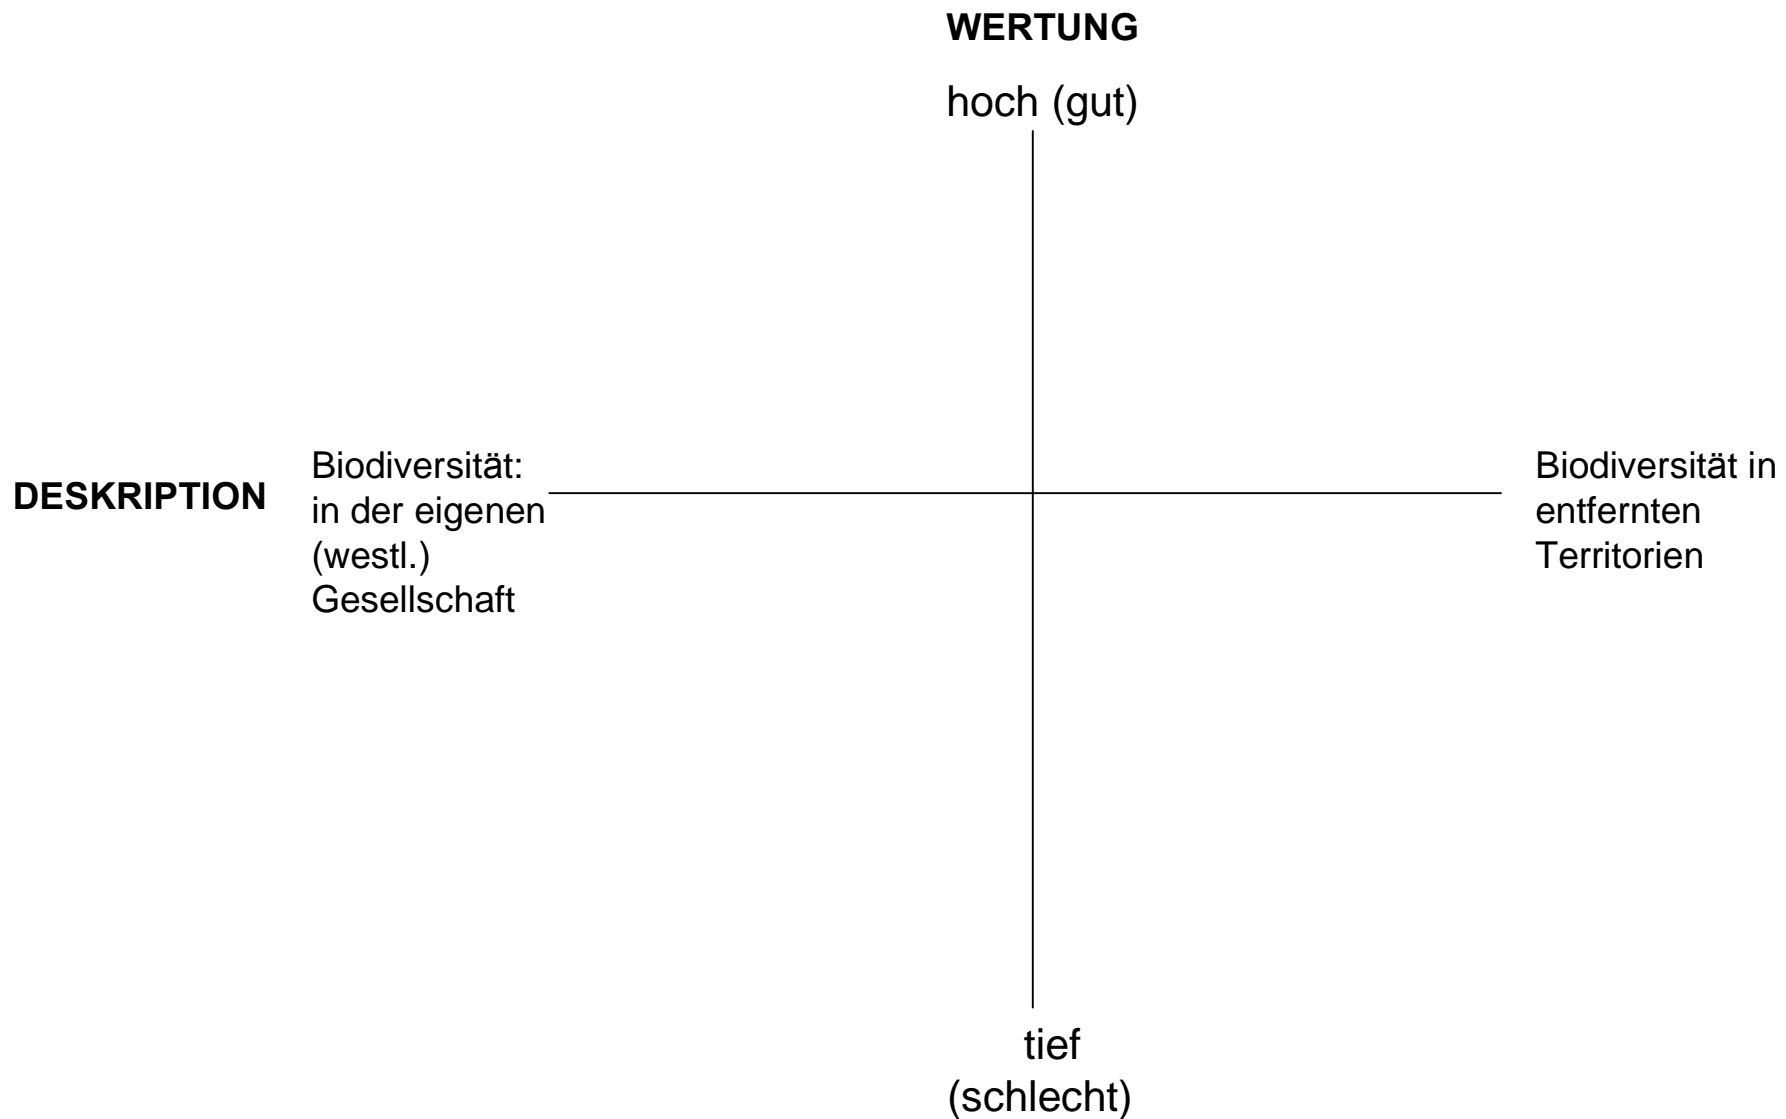 WERTUNG
hoch (gut)
DESKRIPTION
Biodiversität:
in der eigenen
(westl.)
Gesellschaft
Biodiversität in
entfernten
Territorien
tief
(schlecht)